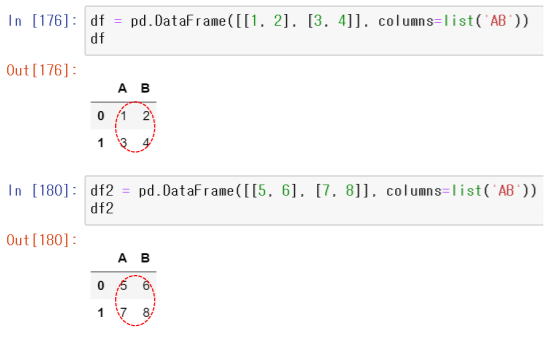 In [176]: df = pd.DataFrame([[1, 2], [3, 4]], columns=list('AB'))
df
Out[176]:
A B
0 1 2
1 3 4
In [180]: df2 = pd.DataFrame([[5, 6], [7, 8]], columns=list('AB'))
df2
Out[180]:
A B
0 5 6
1 7 8